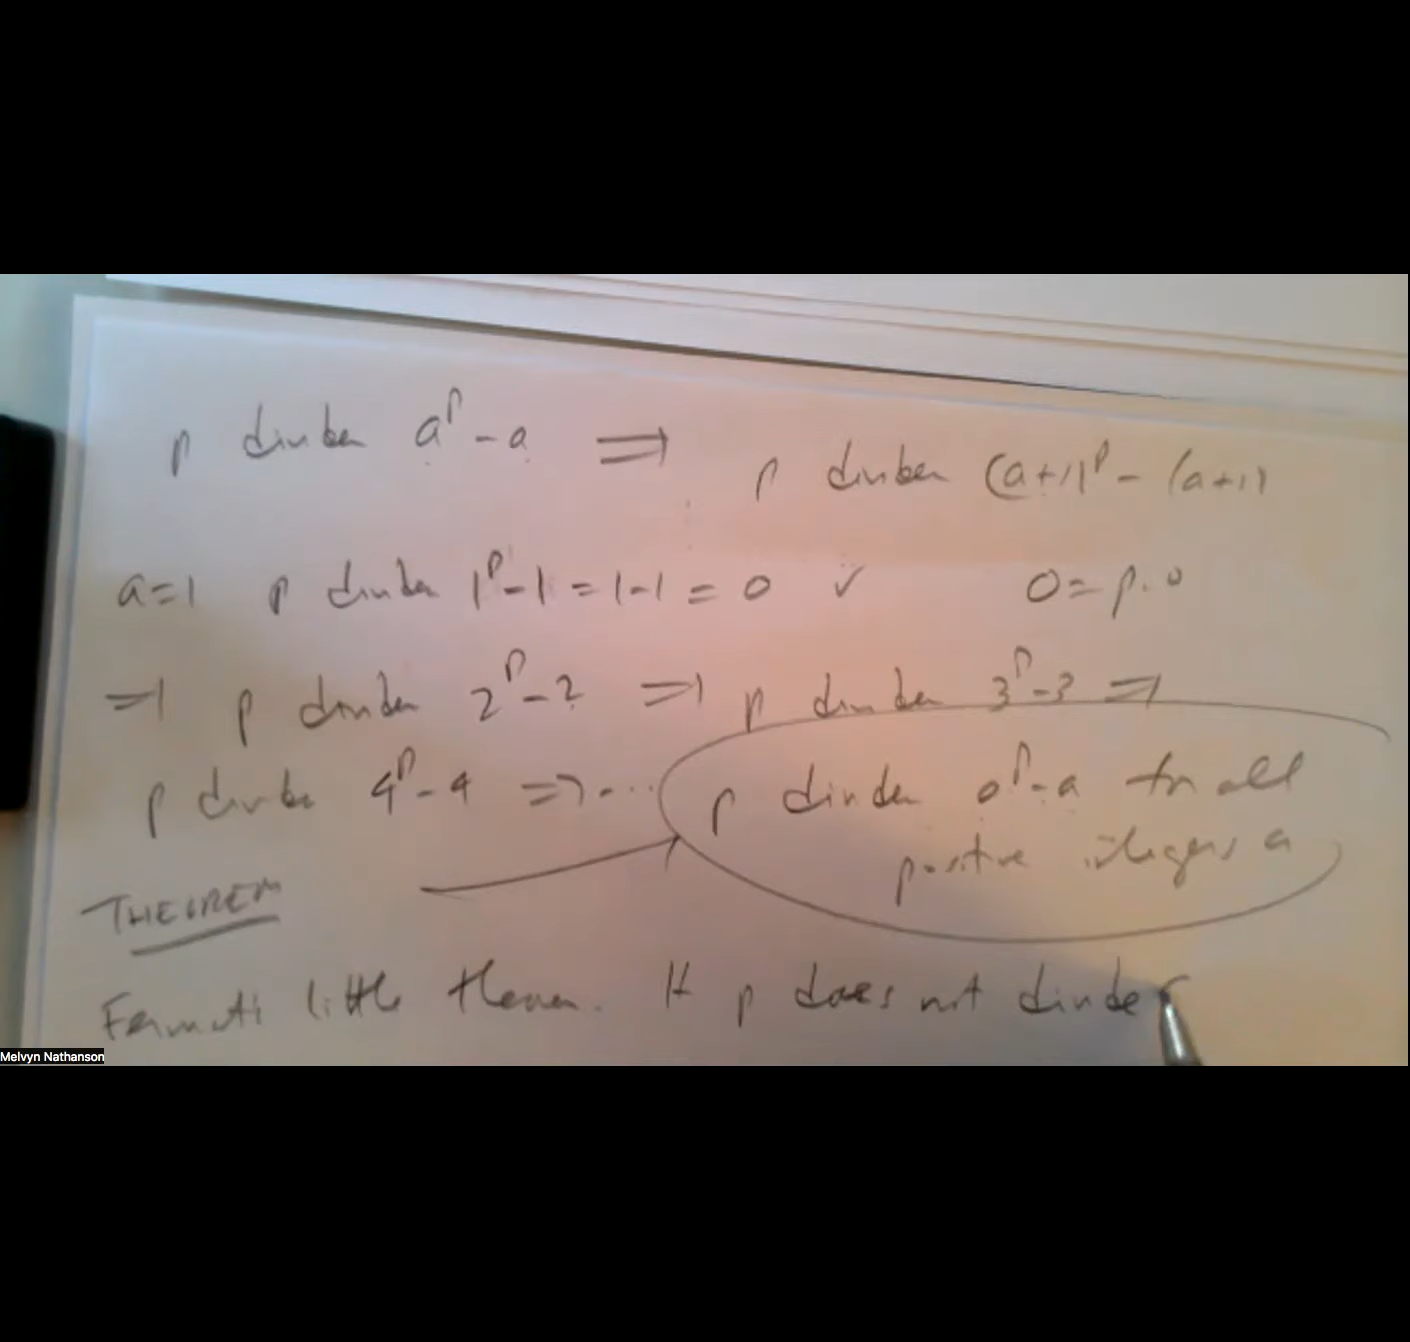 p divides a^p - a ⟹ p divides (a+1)^p - (a+1)
a=1 p divides 1^p - 1 = 1-1 = 0 ✓ 0 = p·0
⟹ p divides 2^p - 2 ⟹ p divides 3^p - 3 ⟹
p divides 4^p - 4 ⟹ ... p divides a^p - a for all
positive integers a
THEOREM
Fermat's little theorem. If p does not divide
Melvyn Nathanson